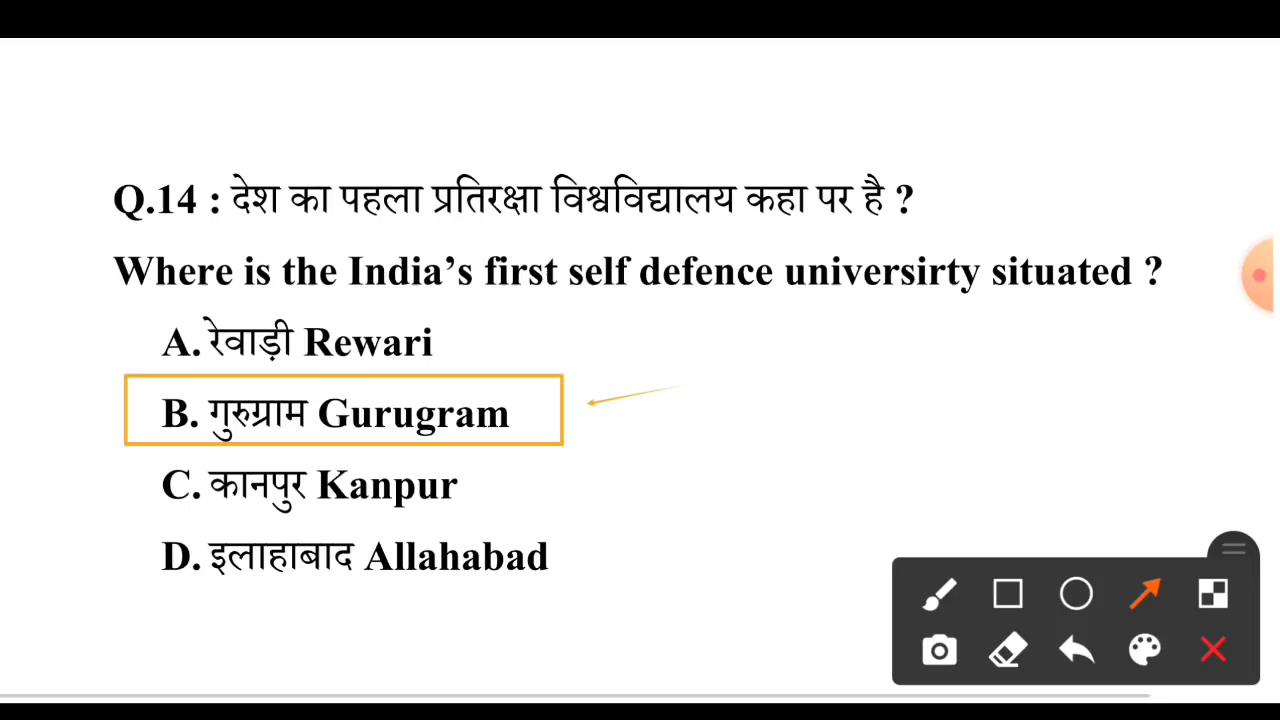 Q.14 : देश का पहला प्रतिरक्षा विश्वविद्यालय कहा पर है ?
Where is the India’s first self defence universirty situated ?
A. रेवाड़ी Rewari
B. गुरुग्राम Gurugram
C. कानपुर Kanpur
D. इलाहाबाद Allahabad